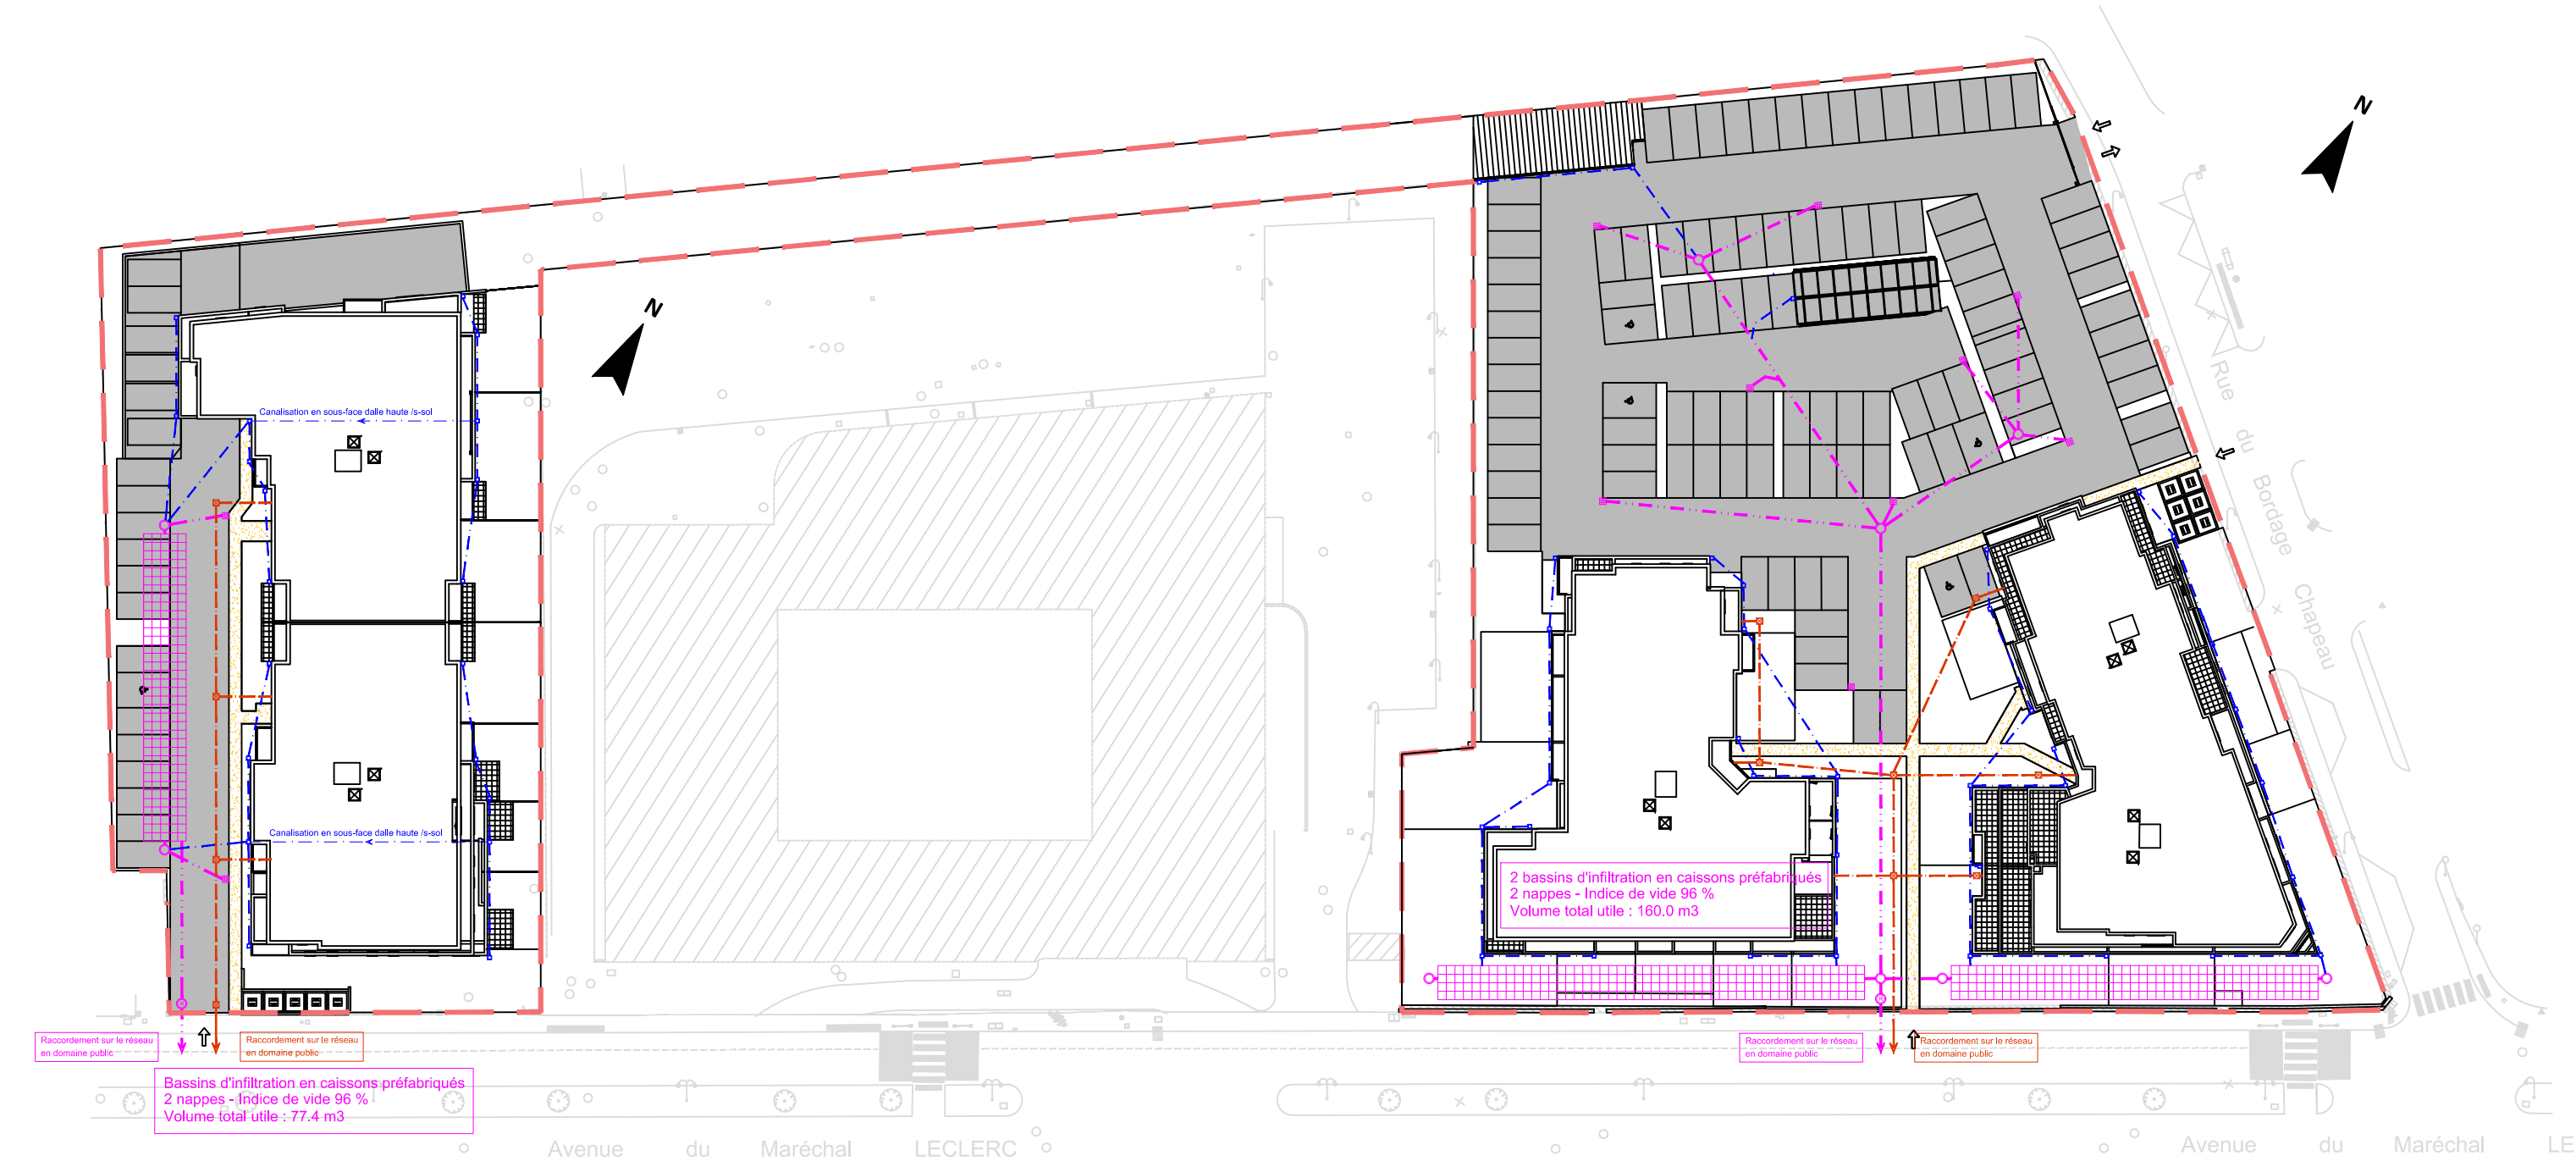 N
N
N
Canalisation en sous-face dalle haute /s-sol
Rue du Bordage Chapeau
Canalisation en sous-face dalle haute /s-sol
2 bassins d'infiltration en caissons préfabriqués
2 nappes - Indice de vide 96 %
Volume total utile : 160.0 m3
Raccordement sur le réseau
en domaine public
Raccordement sur le réseau
en domaine public
Raccordement sur le réseau
en domaine public
Raccordement sur le réseau
en domaine public
Bassins d'infiltration en caissons préfabriqués
2 nappes - Indice de vide 96 %
Volume total utile : 77.4 m3
Avenue du Maréchal LECLERC
Avenue du Maréchal LE